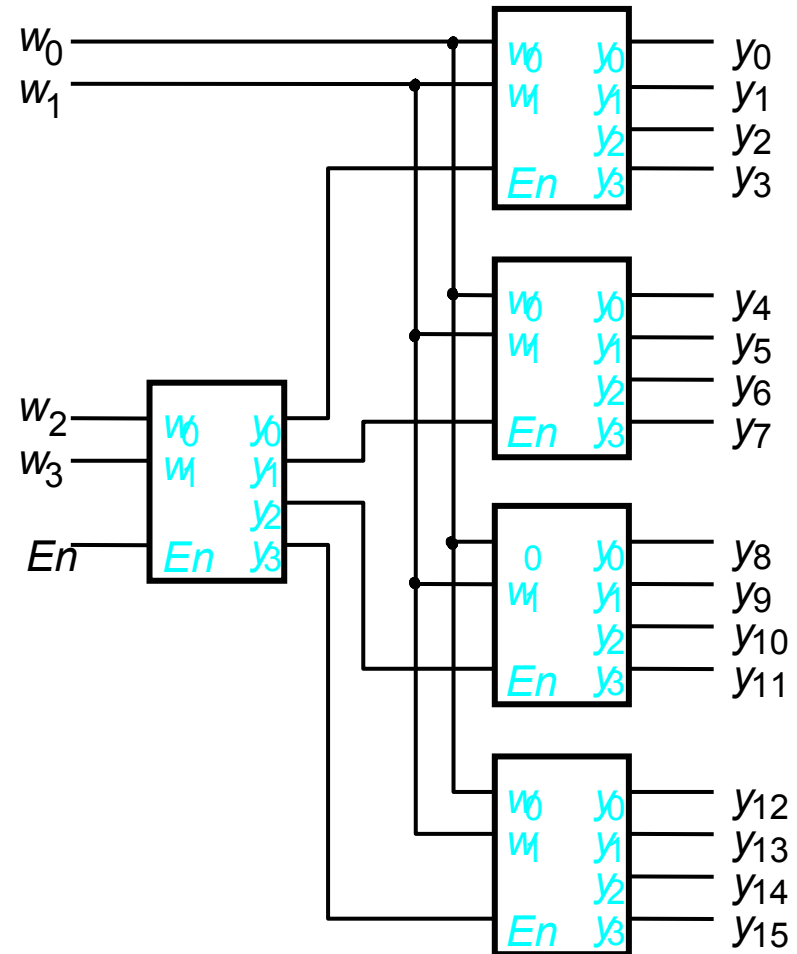 w0 w0 y0 y0
w1 w1 y1 y1
y2 y2
En y3 y3
w0 y0 y4
w1 y1 y5
y2 y6
En y3 y7
w2 w0 y0
w3 w1 y1
y2
En En y3
0 y0 y8
w1 y1 y9
y2 y10
En y3 y11
w0 y0 y12
w1 y1 y13
y2 y14
En y3 y15